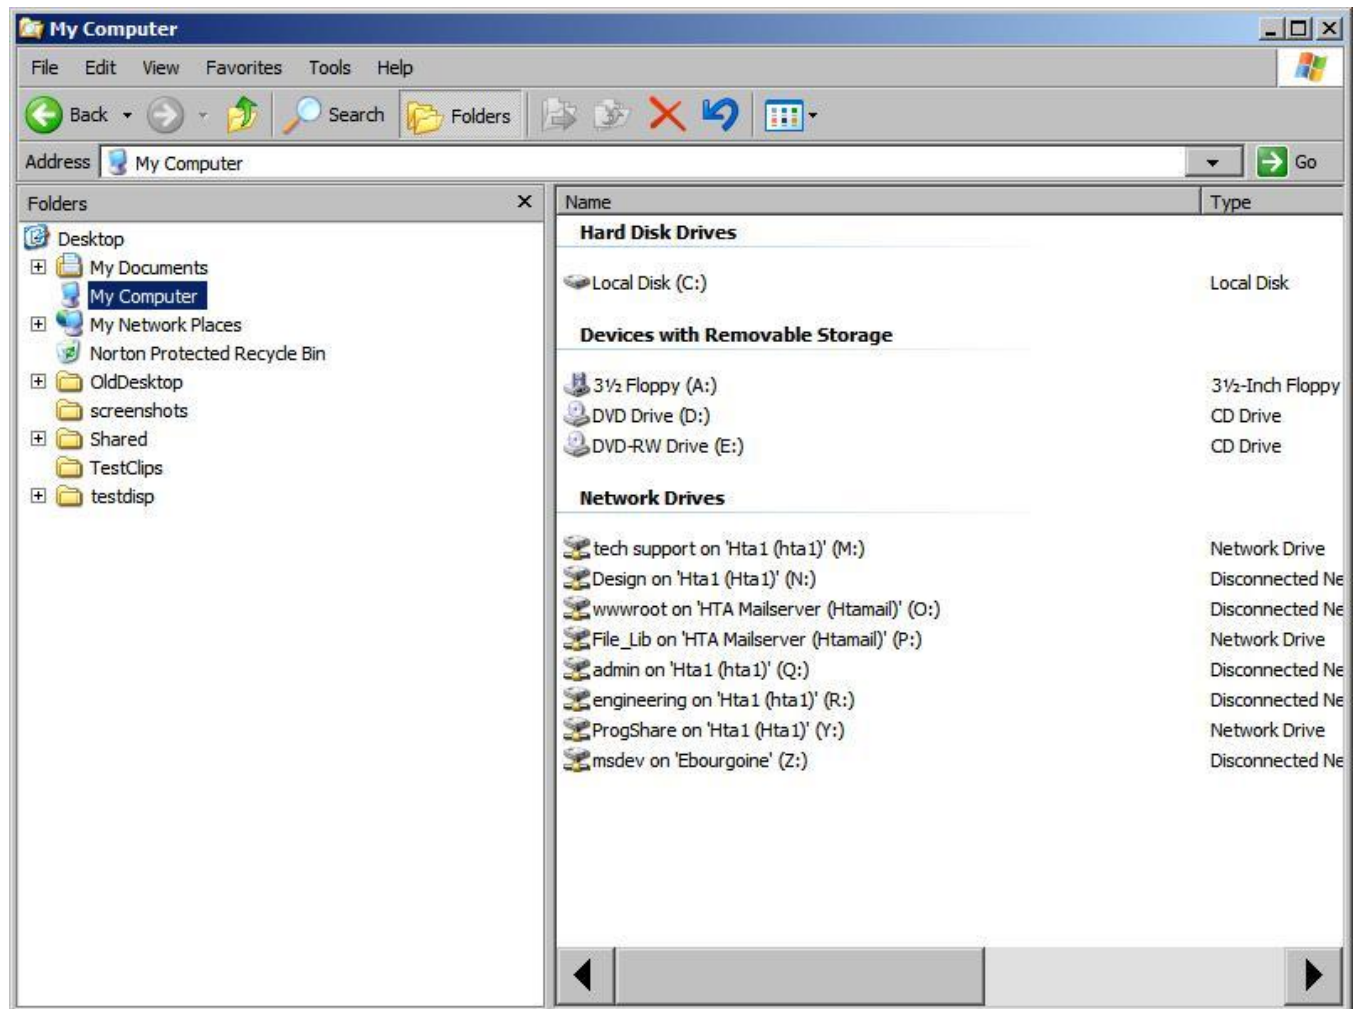 My Computer
File Edit View Favorites Tools Help
Back Search Folders
Address My Computer Go
Folders
Desktop
My Documents
My Computer
My Network Places
Norton Protected Recycle Bin
OldDesktop
screenshots
Shared
TestClips
testdisp
Name Type
Hard Disk Drives
Local Disk (C:) Local Disk
Devices with Removable Storage
3½ Floppy (A:) 3½-Inch Floppy
DVD Drive (D:) CD Drive
DVD-RW Drive (E:) CD Drive
Network Drives
tech support on 'Hta1 (hta1)' (M:) Network Drive
Design on 'Hta1 (Hta1)' (N:) Disconnected Ne
wwwroot on 'HTA Mailserver (Htamail)' (O:) Disconnected Ne
File_Lib on 'HTA Mailserver (Htamail)' (P:) Network Drive
admin on 'Hta1 (hta1)' (Q:) Disconnected Ne
engineering on 'Hta1 (hta1)' (R:) Disconnected Ne
ProgShare on 'Hta1 (Hta1)' (Y:) Network Drive
msdev on 'Ebourgoine' (Z:) Disconnected Ne